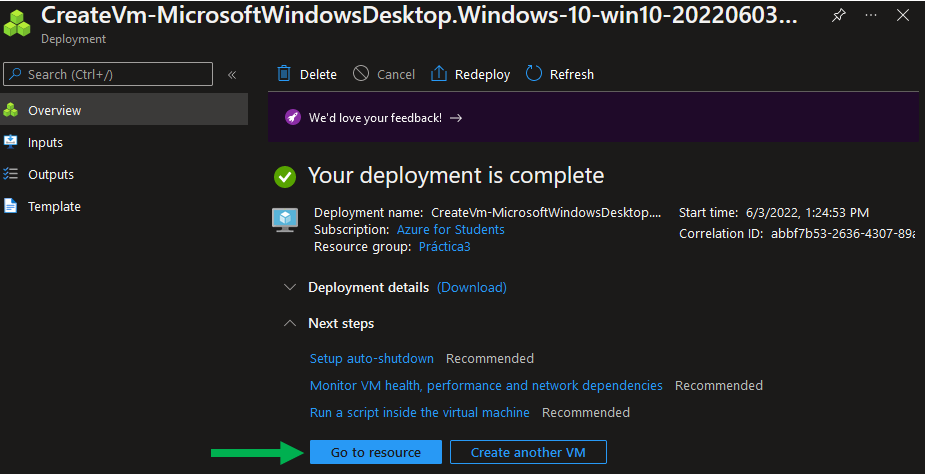 CreateVm-MicrosoftWindowsDesktop.Windows-10-win10-20220603...
Deployment
Search (Ctrl+/)
«
Delete
Cancel
Redeploy
Refresh
Overview
Inputs
Outputs
Template
We'd love your feedback! →
Your deployment is complete
Deployment name: CreateVm-MicrosoftWindowsDesktop.... Start time: 6/3/2022, 1:24:53 PM
Subscription: Azure for Students Correlation ID: abbf7b53-2636-4307-89a
Resource group: Práctica3
Deployment details (Download)
Next steps
Setup auto-shutdown Recommended
Monitor VM health, performance and network dependencies Recommended
Run a script inside the virtual machine Recommended
Go to resource Create another VM